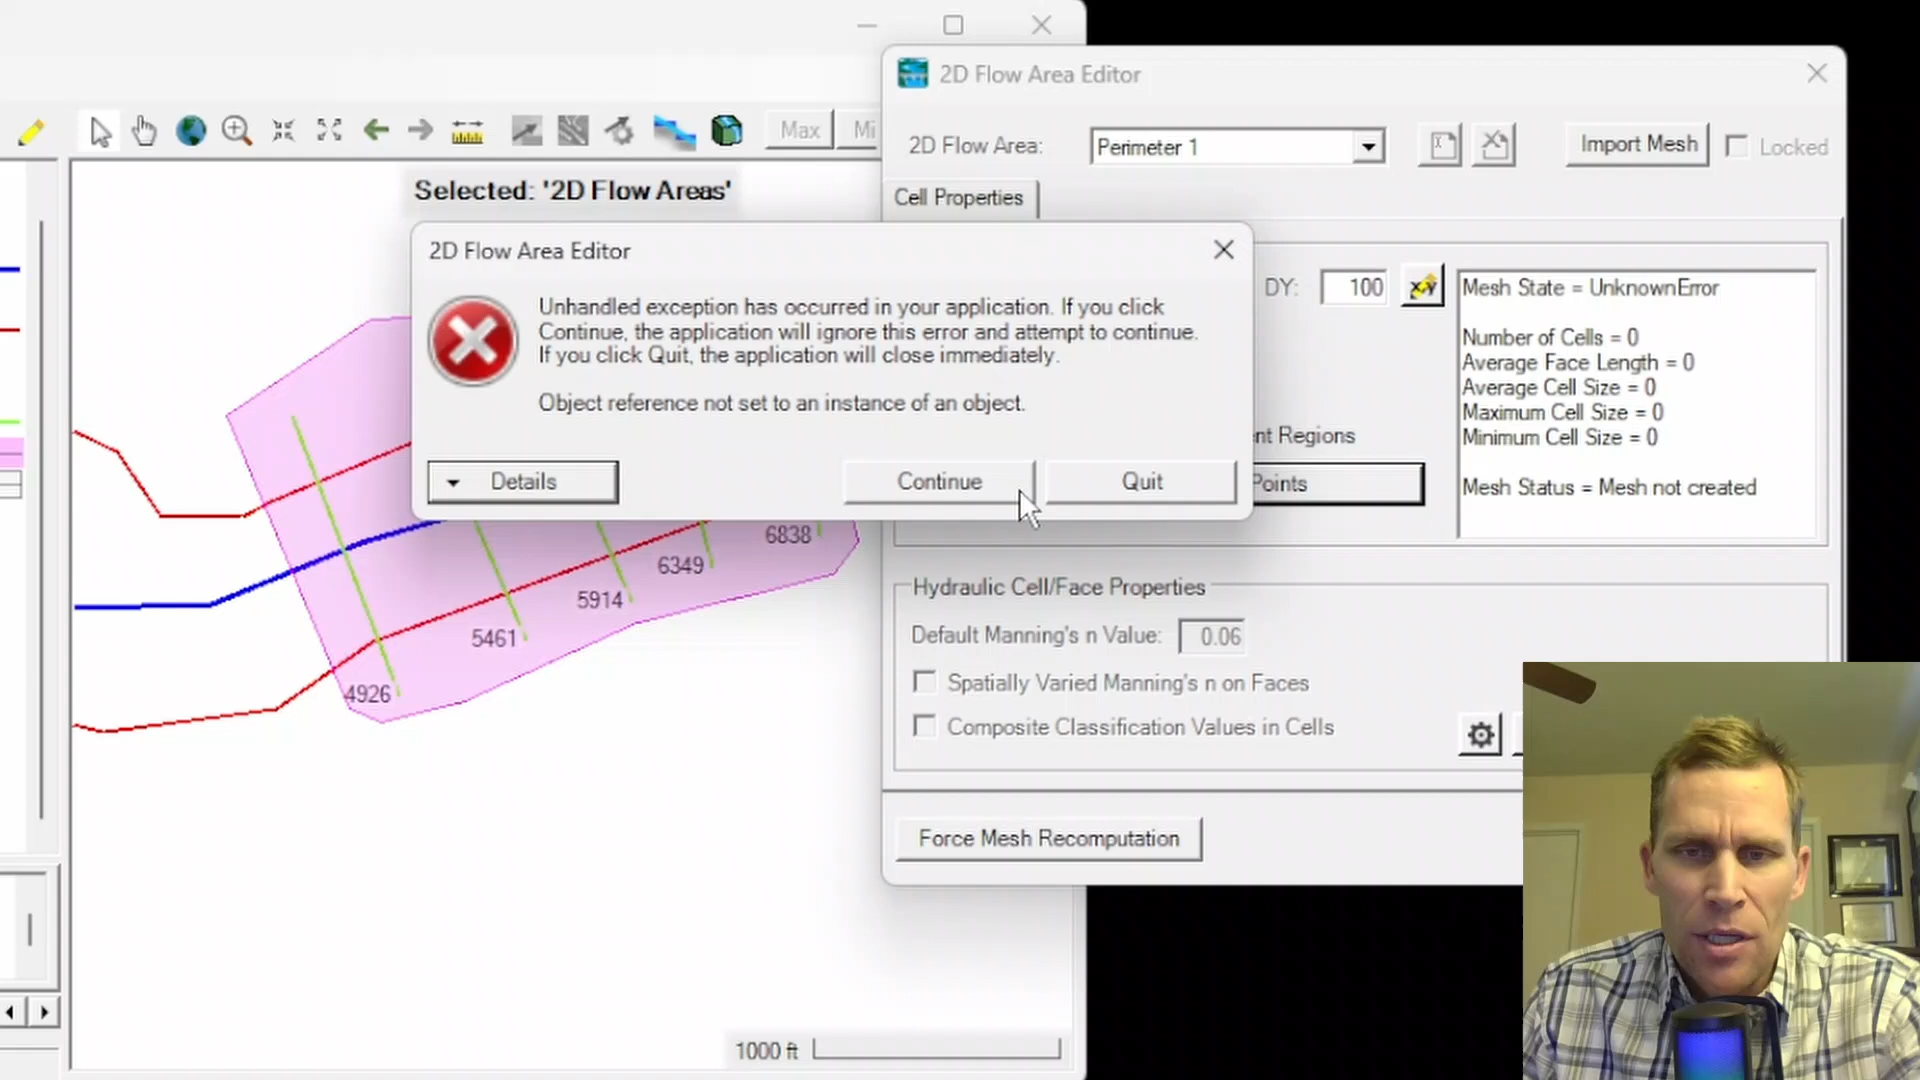 2D Flow Area Editor
2D Flow Area:
Perimeter 1
Import Mesh
Locked
Max
Mi
Selected: '2D Flow Areas'
Cell Properties
2D Flow Area Editor
Unhandled exception has occurred in your application. If you click
Continue, the application will ignore this error and attempt to continue.
If you click Quit, the application will close immediately.
Object reference not set to an instance of an object.
Details
Continue
Quit
DY:
100
nt Regions
Points
Mesh State = UnknownError
Number of Cells = 0
Average Face Length = 0
Average Cell Size = 0
Maximum Cell Size = 0
Minimum Cell Size = 0
Mesh Status = Mesh not created
6838
6349
5914
5461
4926
Hydraulic Cell/Face Properties
Default Manning's n Value:
0.06
Spatially Varied Manning's n on Faces
Composite Classification Values in Cells
Force Mesh Recomputation
1000 ft